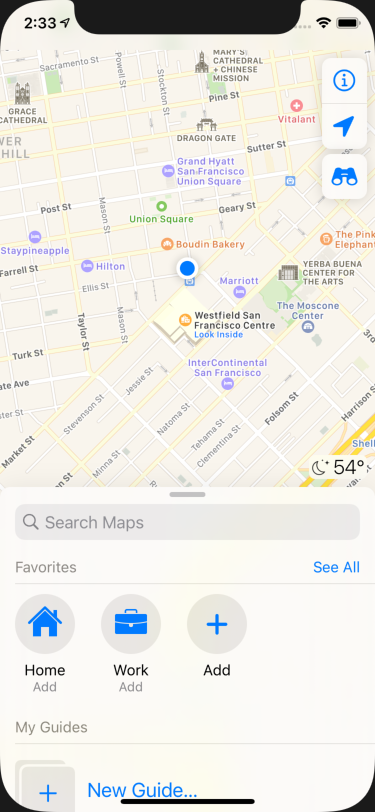 2:33
Sacramento St
Powell St
Stockton St
MARY'S
CATHEDRAL
+ CHINESE
MISSION
Pine St
GRACE
CATHEDRAL
Vitalant
DRAGON GATE
Sutter St
HILL
Grand Hyatt
San Francisco
Union Square
Post St
Mason St
Geary St
Union Square
Staypineapple
Boudin Bakery
The Pink
Elephant
Farrell St
Hilton
Ellis St
Marriott
YERBA BUENA
CENTER FOR
THE ARTS
The Moscone
Center
Taylor St
Mason St
Westfield San
Francisco Centre
Look Inside
Turk St
InterContinental
San Francisco
Jessie St
Stevenson St
Natoma St
Folsom St
Harrison St
Market St
Minna St
Tehama St
Clementina St
Shell
54°
Search Maps
Favorites
See All
Home
Work
Add
Add
Add
My Guides
New Guide...